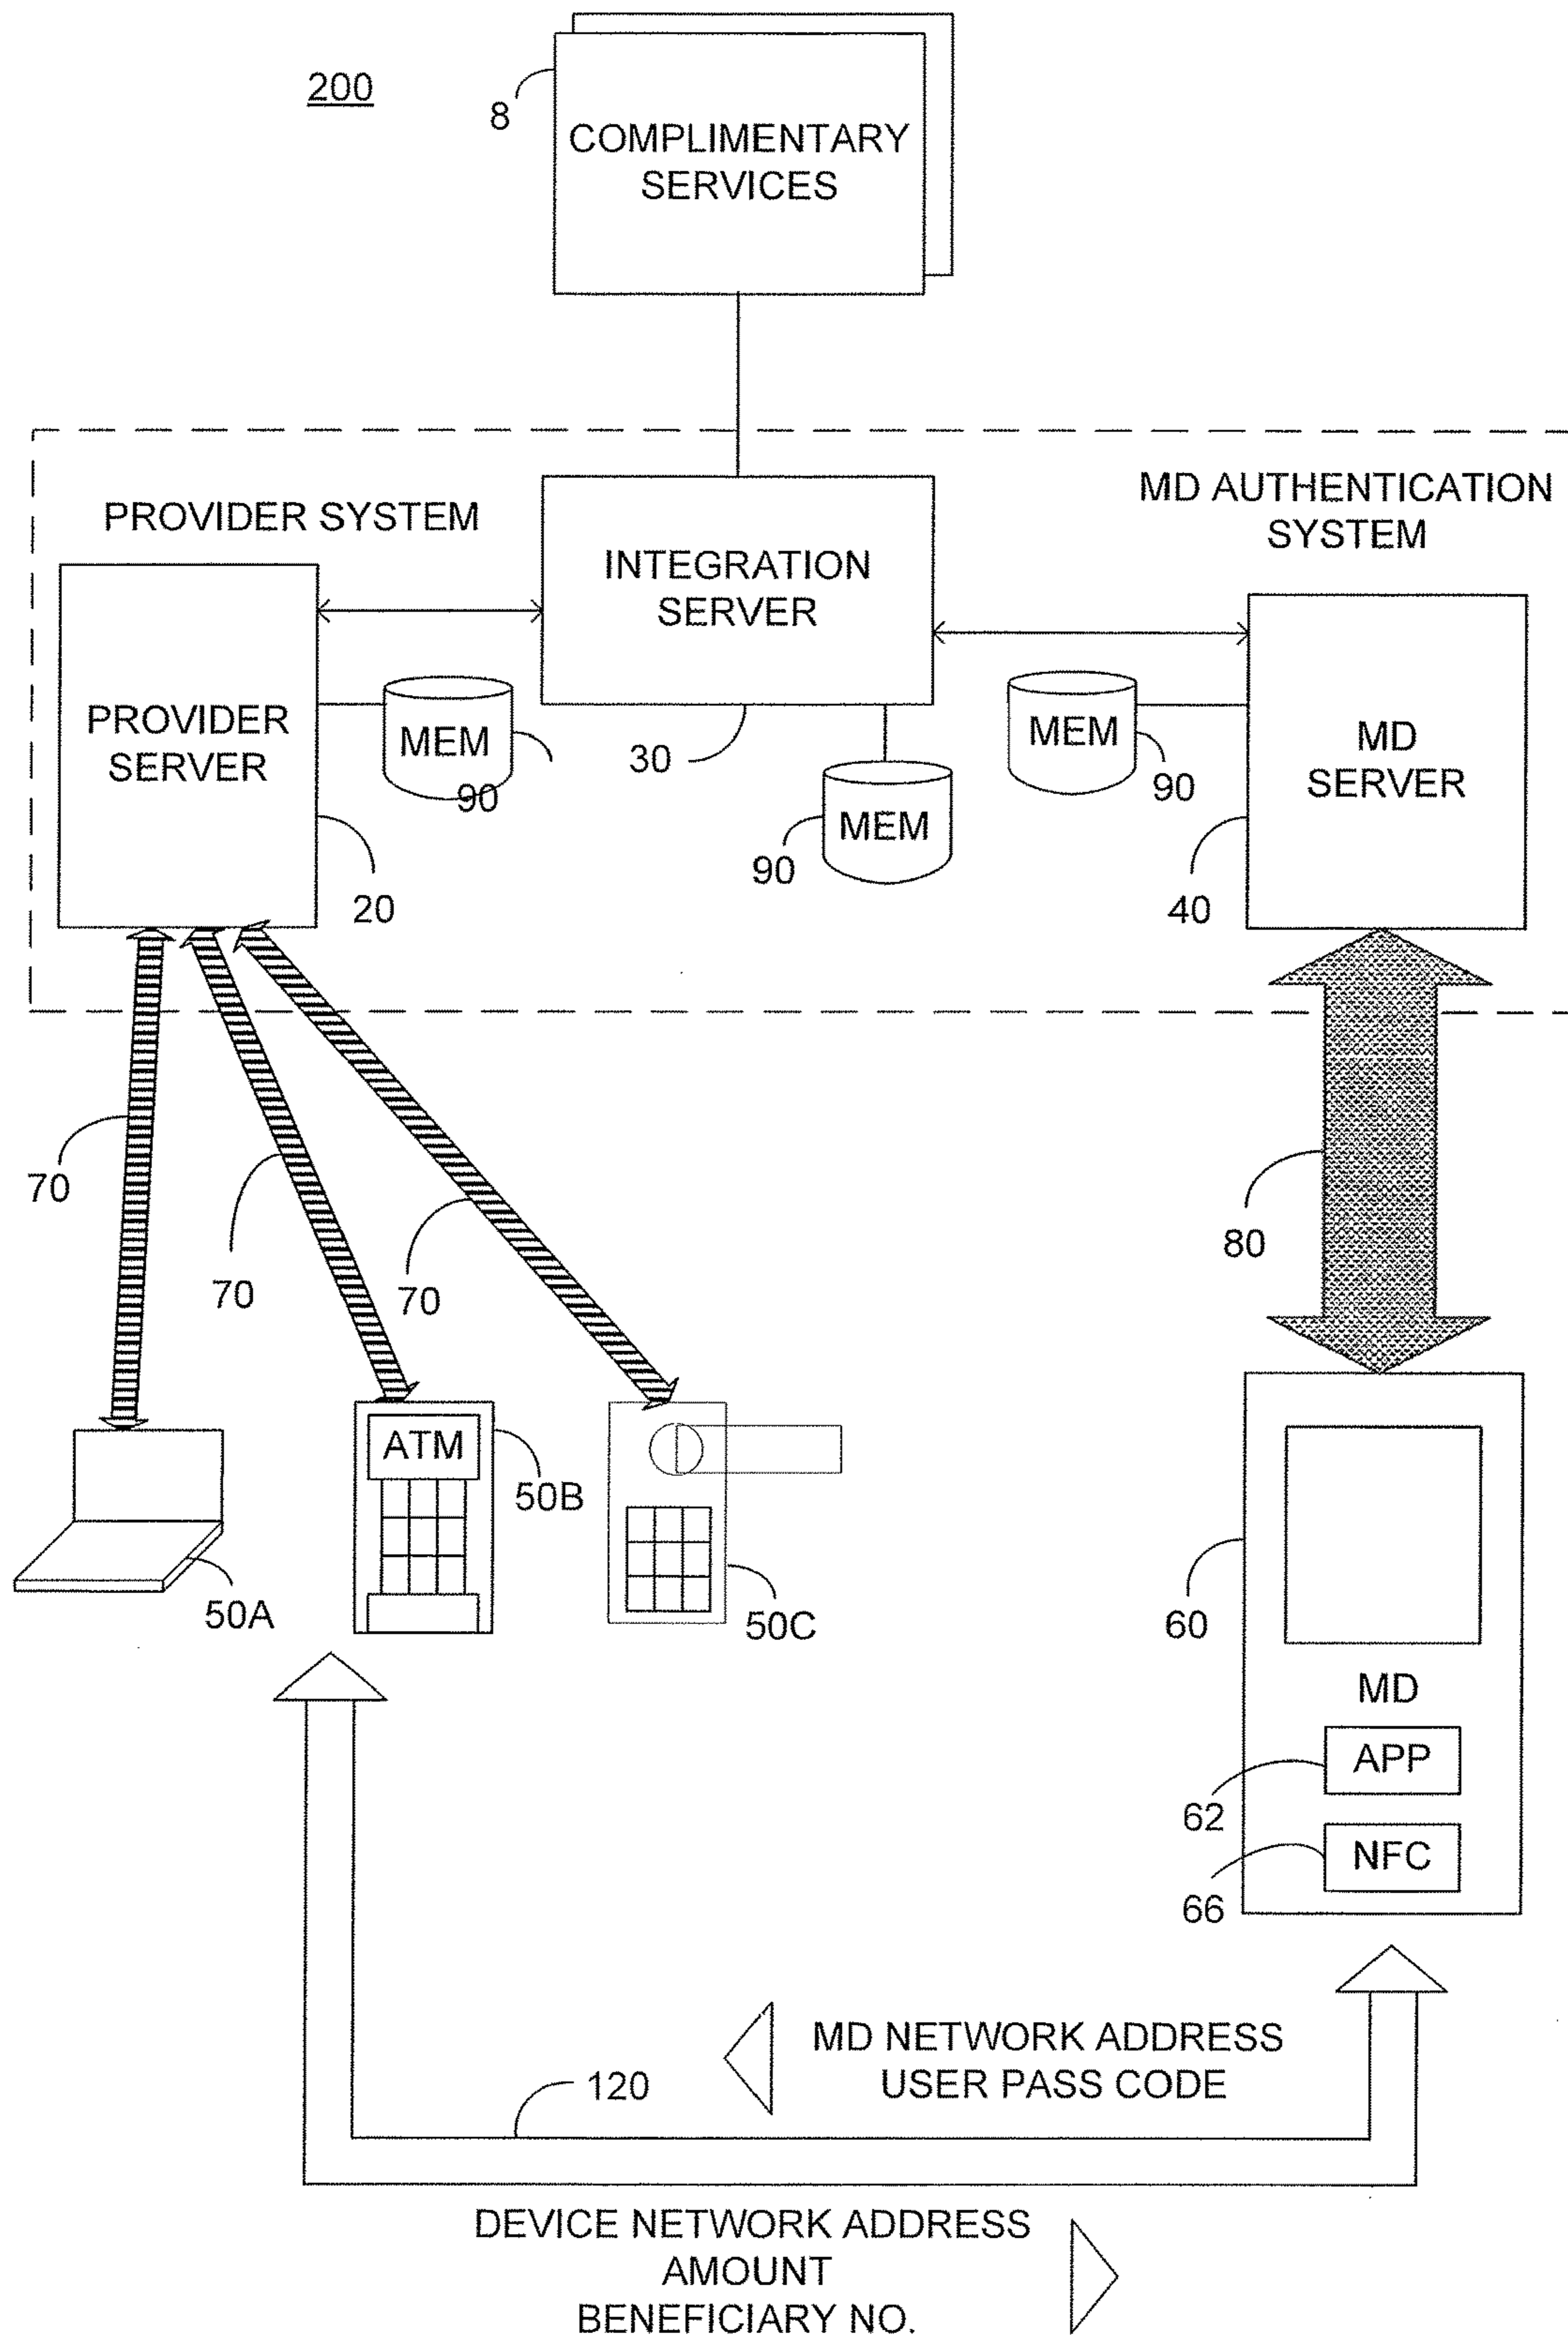 200
8
COMPLIMENTARY
SERVICES
PROVIDER SYSTEM
MD AUTHENTICATION
SYSTEM
INTEGRATION
SERVER
PROVIDER
SERVER
MEM
90
30
MEM
90
MEM
90
MD
SERVER
20
40
70
70
70
80
ATM
50A
50B
50C
60
MD
APP
62
NFC
66
MD NETWORK ADDRESS
USER PASS CODE
120
DEVICE NETWORK ADDRESS
AMOUNT
BENEFICIARY NO.